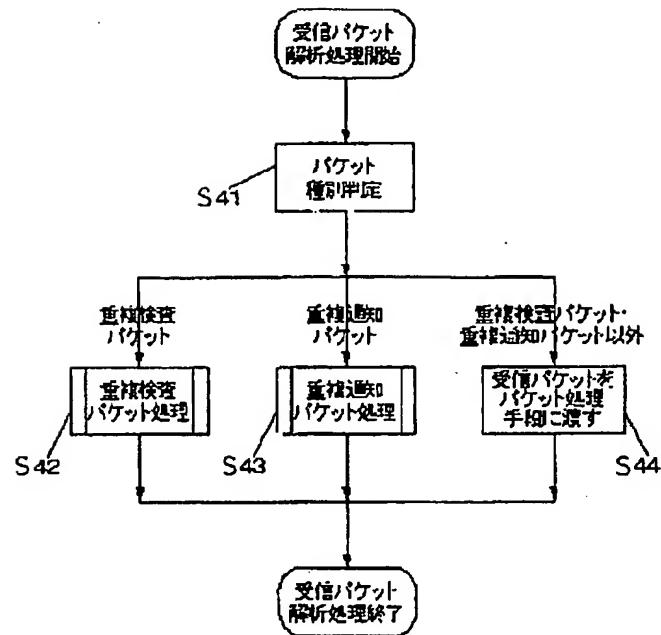 受信パケット
解析処理開始
パケット
種別判定
S41
重複検査
パケット
重複通知
パケット
重複検査パケット・
重複通知パケット以外
重複検査
パケット処理
重複通知
パケット処理
受信パケットを
パケット処理
手段に渡す
S42
S43
S44
受信パケット
解析処理終了